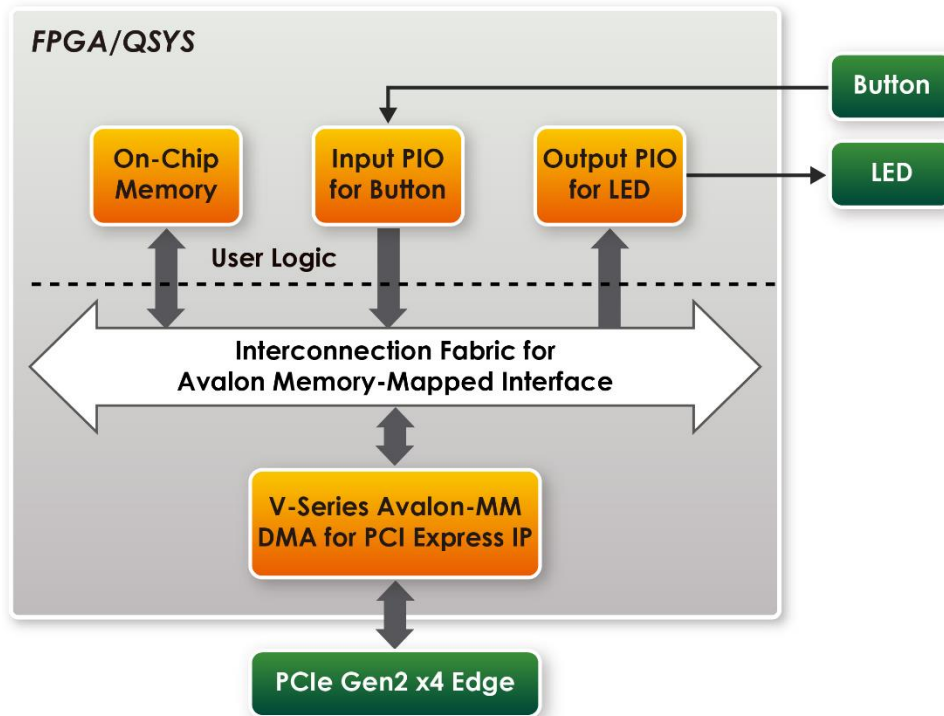 FPGA/QSYS
Button
On-Chip
Memory
Input PIO
for Button
Output PIO
for LED
LED
User Logic
Interconnection Fabric for
Avalon Memory-Mapped Interface
V-Series Avalon-MM
DMA for PCI Express IP
PCIe Gen2 x4 Edge